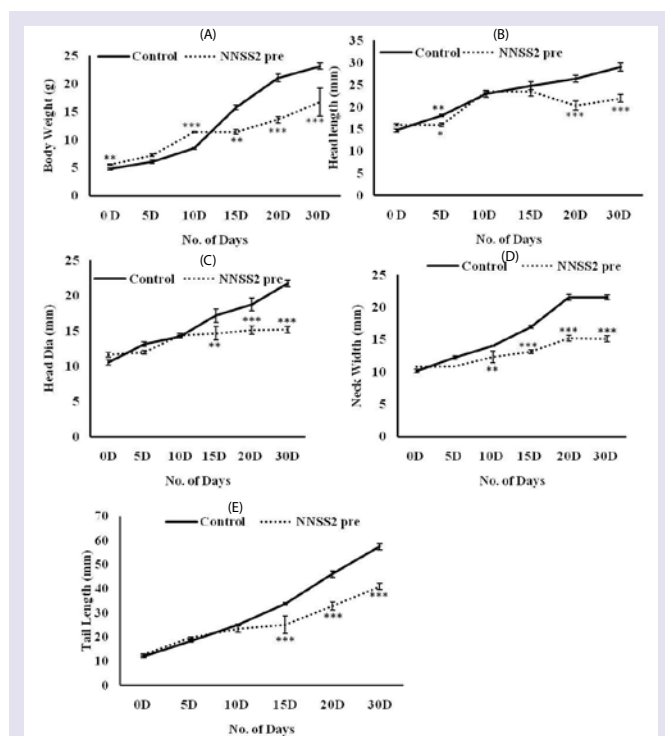 (A)
Control NNSS2 pre
Body Weight (g)
25
20
15
10
5
0
**
***
**
***
***
0 D 5D 10D 15D 20D 30D
No. of Days
(B)
Control NNSS2 pre
Head length (mm)
35
30
25
20
15
10
5
0
**
*
***
***
0 D 5D 10D 15D 20D 30D
No. of Days
(C)
Control NNSS2 pre
Head Dia (mm)
25
20
15
10
5
0
**
***
***
0D 5D 10D 15D 20D 30D
No. of Days
(D)
Control NNSS2 pre
Neck Width (mm)
25
20
15
10
5
0
**
***
***
***
0D 5D 10D 15D 20D 30D
No. of Days
(E)
Control NNSS2 pre
Tail Length (mm)
70
60
50
40
30
20
10
0
***
***
***
0D 5D 10D 15D 20D 30D
No. of Days